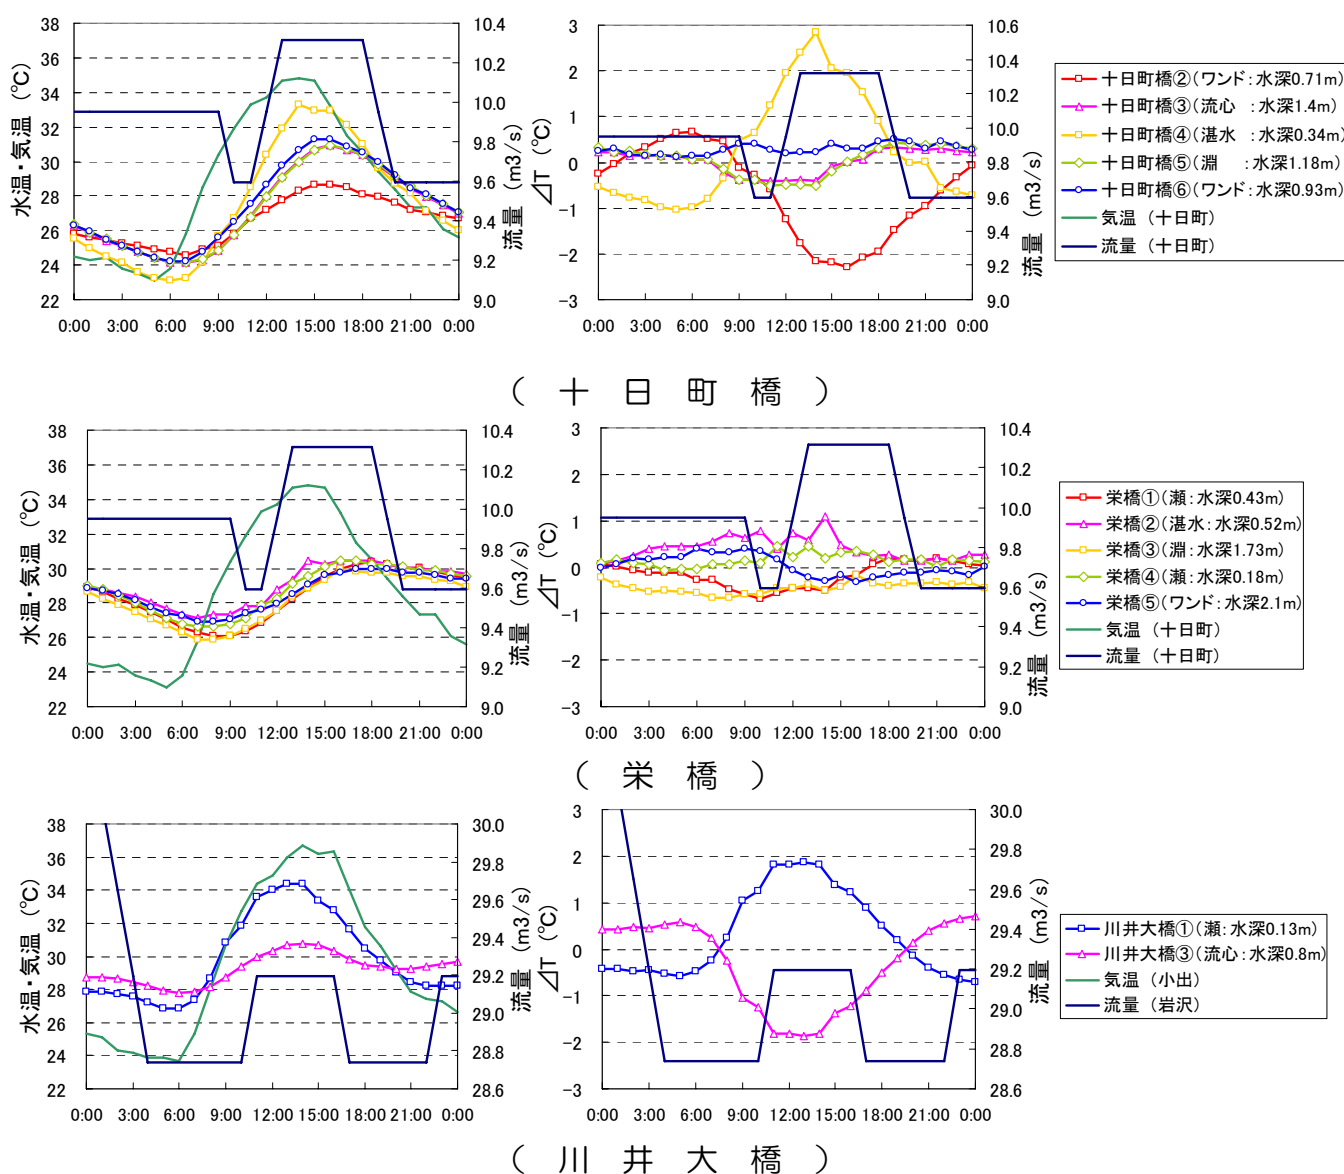 水温・気温 (℃)
38
36
34
32
30
28
26
24
22
0:00 3:00 6:00 9:00 12:00 15:00 18:00 21:00 0:00
10.4
10.2
10.0
9.8
9.6
9.4
9.2
9.0
流量 (m3/s)
⊿T (℃)
3
2
1
0
−1
−2
−3
0:00 3:00 6:00 9:00 12:00 15:00 18:00 21:00 0:00
10.6
10.4
10.2
10.0
9.8
9.6
9.4
9.2
9.0
流量 (m3/s)
十日町橋②(ワンド:水深0.71m)
十日町橋③(流心 :水深1.4m)
十日町橋④(湛水 :水深0.34m)
十日町橋⑤(淵 :水深1.18m)
十日町橋⑥(ワンド:水深0.93m)
気温 (十日町)
流量 (十日町)
( 十 日 町 橋 )
水温・気温 (℃)
38
36
34
32
30
28
26
24
22
0:00 3:00 6:00 9:00 12:00 15:00 18:00 21:00 0:00
10.4
10.2
10.0
9.8
9.6
9.4
9.2
9.0
流量 (m3/s)
⊿T (℃)
3
2
1
0
−1
−2
−3
0:00 3:00 6:00 9:00 12:00 15:00 18:00 21:00 0:00
10.4
10.2
10.0
9.8
9.6
9.4
9.2
9.0
流量 (m3/s)
栄橋①(瀬:水深0.43m)
栄橋②(湛水:水深0.52m)
栄橋③(淵:水深1.73m)
栄橋④(瀬:水深0.18m)
栄橋⑤(ワンド:水深2.1m)
気温 (十日町)
流量 (十日町)
( 栄 橋 )
水温・気温 (℃)
38
36
34
32
30
28
26
24
22
0:00 3:00 6:00 9:00 12:00 15:00 18:00 21:00 0:00
30.0
29.8
29.6
29.4
29.2
29.0
28.8
28.6
流量 (m3/s)
⊿T (℃)
3
2
1
0
−1
−2
−3
0:00 3:00 6:00 9:00 12:00 15:00 18:00 21:00 0:00
30.0
29.8
29.6
29.4
29.2
29.0
28.8
28.6
流量 (m3/s)
川井大橋①(瀬:水深0.13m)
川井大橋③(流心:水深0.8m)
気温 (小出)
流量 (岩沢)
( 川 井 大 橋 )